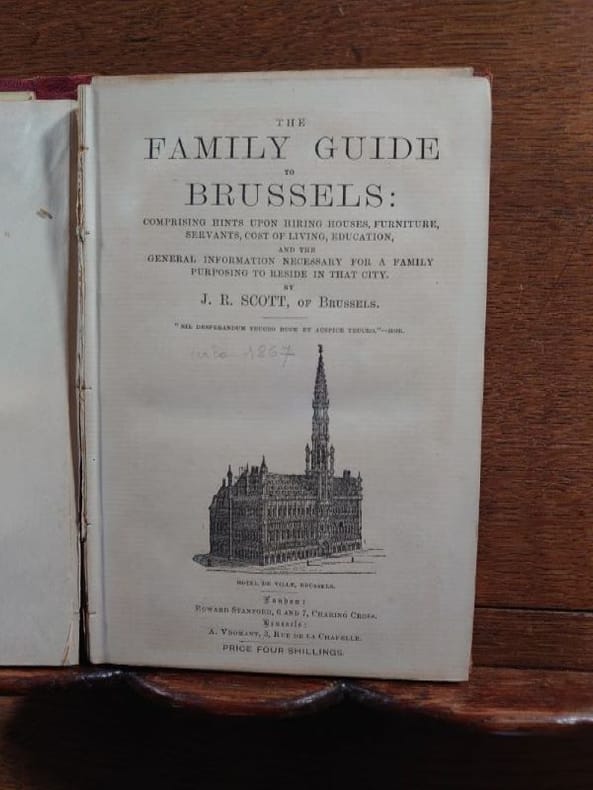 THE
FAMILY GUIDE
TO
BRUSSELS:
COMPRISING HINTS UPON HIRING HOUSES, FURNITURE,
SERVANTS, COST OF LIVING, EDUCATION,
AND THE
GENERAL INFORMATION NECESSARY FOR A FAMILY
PURPOSING TO RESIDE IN THAT CITY.
BY
J. R. SCOTT, OF BRUSSELS.
"NIL DESPERANDUM TEUCRO DUCE ET AUSPICE TEUCRO."—HOR.
1867
HOTEL DE VILLE, BRUSSELS.
London:
EDWARD STANFORD, 6 AND 7, CHARING CROSS.
Brussels:
A. VROMANT, 3, RUE DE LA CHAPELLE.
PRICE FOUR SHILLINGS.